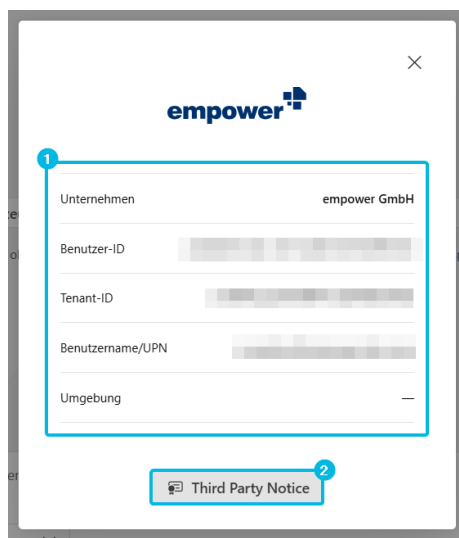 empower
1
Unternehmen empower GmbH
Benutzer-ID
Tenant-ID
Benutzername/UPN
Umgebung —
2
Third Party Notice